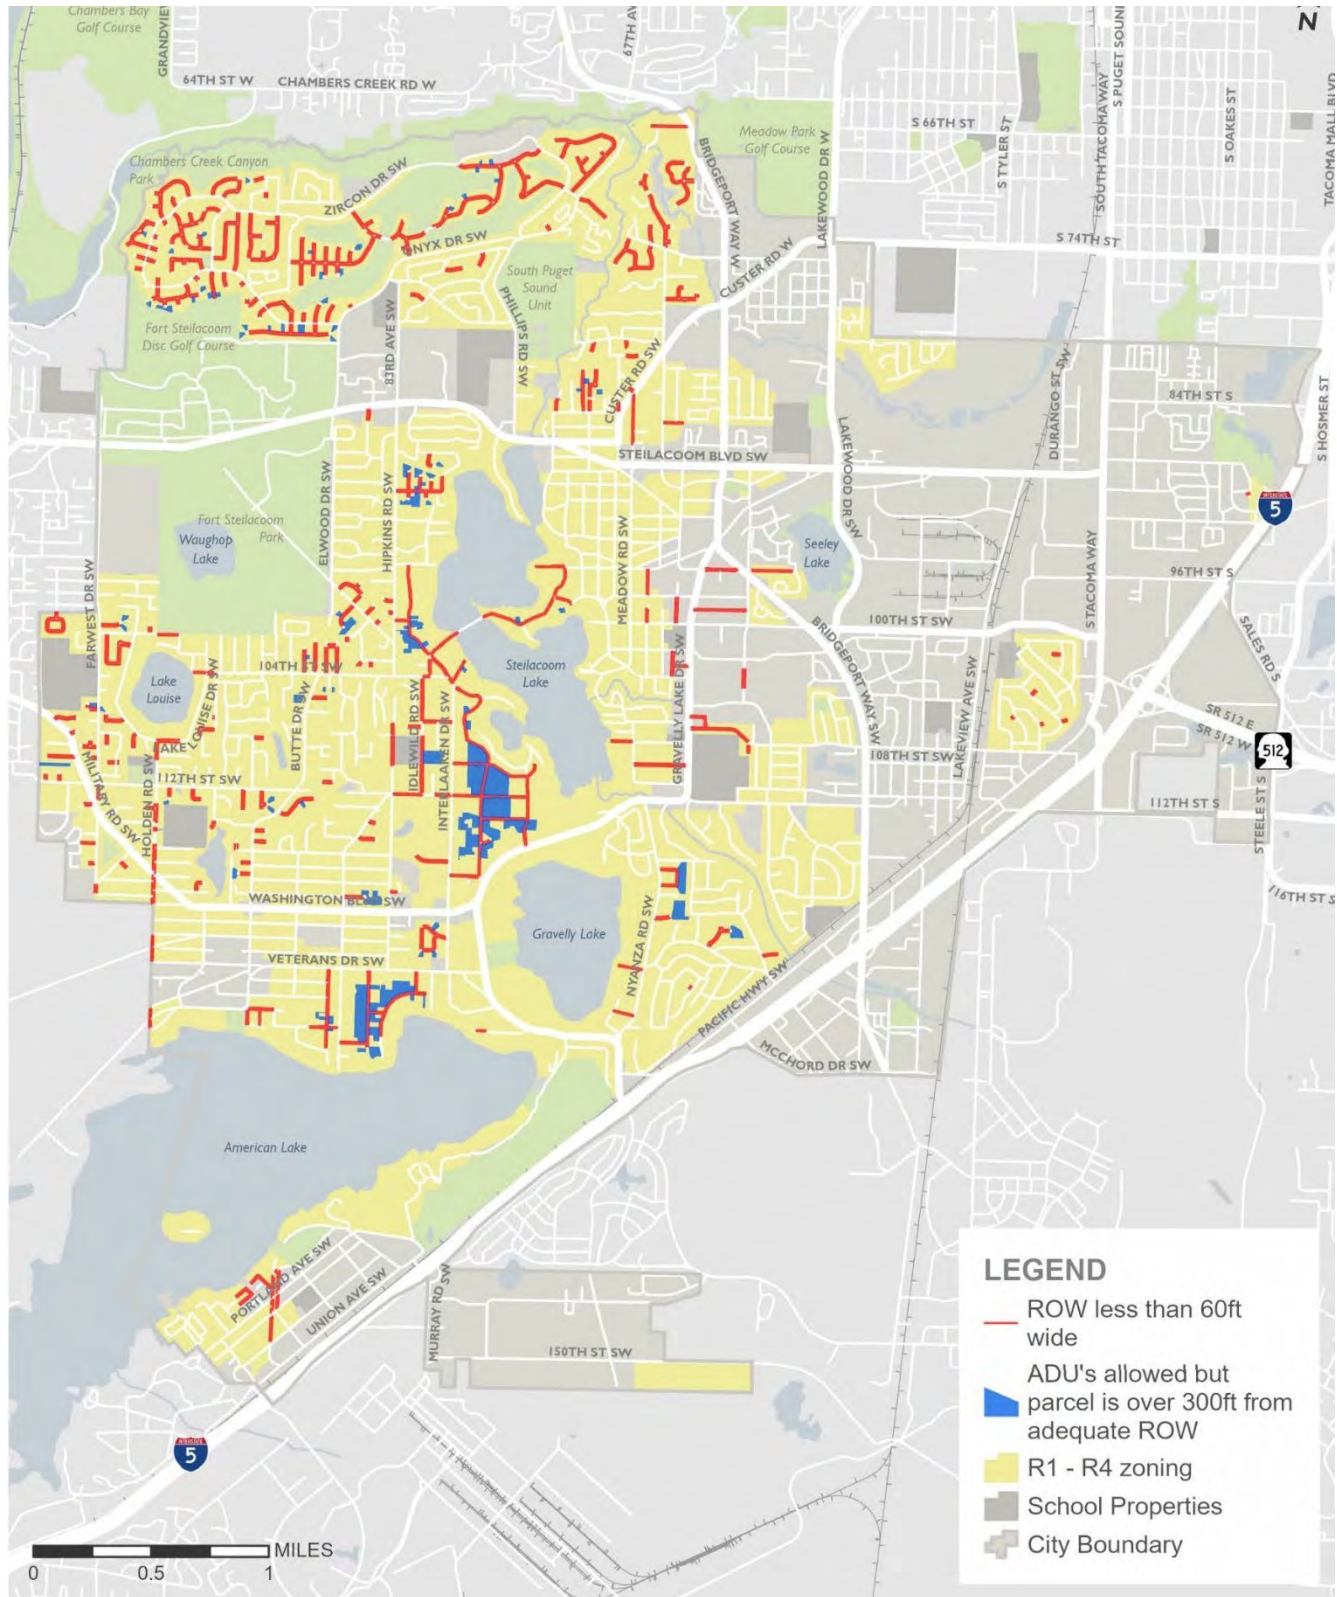 Chambers Bay
Golf Course
GRANDVIEW
64TH ST W
CHAMBERS CREEK RD W
67TH AV
N
S PUGET SOUN
SOUTH TACOMA WAY
TACOMA MALL BLVD
S 66TH ST
S TYLER ST
S OAKES ST
Meadow Park
Golf Course
BRIDGEPORT WAY W
LAKEWOOD DR W
Chambers Creek Canyon
Park
ZIRCON DR SW
ONYX DR SW
S 74TH ST
CUSTER RD W
South Puget
Sound
Unit
PHILLIPS RD SW
Fort Steilacoom
Disc Golf Course
83RD AVE SW
CUSTER RD SW
DURANGO ST SW
84TH ST S
S HOSMER ST
STEILACOOM BLVD SW
LAKEWOOD DR SW
ELWOOD DR SW
HIPKINS RD SW
INTERSTATE
5
Fort Steilacoom
Park
Waughop
Lake
Seeley
Lake
MEADOW RD SW
FARWEST DR SW
96TH ST S
S TACOMA WAY
100TH ST SW
BRIDGEPORT WAY SW
SALES RD S
104TH ST SW
Steilacoom
Lake
GRAVELLY LAKE DR SW
LAKEVIEW AVE SW
Lake
Louise
LAKE LOUISE DR SW
BUTTE DR SW
IDLEWILD RD SW
INTERLAAKEN DR SW
SR 512 E
SR 512 W
512
108TH ST SW
MILITARY RD SW
HOLDEN RD SW
112TH ST SW
112TH ST S
STEELE ST S
116TH ST S
WASHINGTON BLVD SW
Gravelly Lake
NYANZA RD SW
VETERANS DR SW
PACIFIC HWY SW
MCCHORD DR SW
American Lake
PORTLAND AVE SW
UNION AVE SW
MURRAY RD SW
150TH ST SW
INTERSTATE
5
LEGEND
ROW less than 60ft
wide
ADU's allowed but
parcel is over 300ft from
adequate ROW
R1 - R4 zoning
School Properties
City Boundary
MILES
0 0.5 1